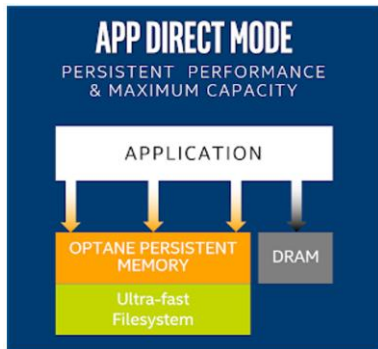 APP DIRECT MODE
PERSISTENT PERFORMANCE
& MAXIMUM CAPACITY
APPLICATION
OPTANE PERSISTENT
MEMORY
DRAM
Ultra-fast
Filesystem